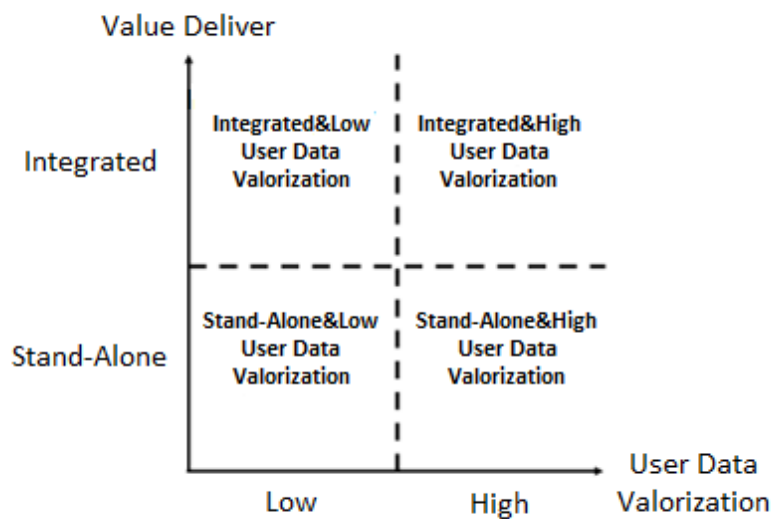 Value Deliver
Integrated&Low
User Data
Valorization
Integrated&High
User Data
Valorization
Integrated
Stand-Alone&Low
User Data
Valorization
Stand-Alone&High
User Data
Valorization
Stand-Alone
Low
High
User Data
Valorization